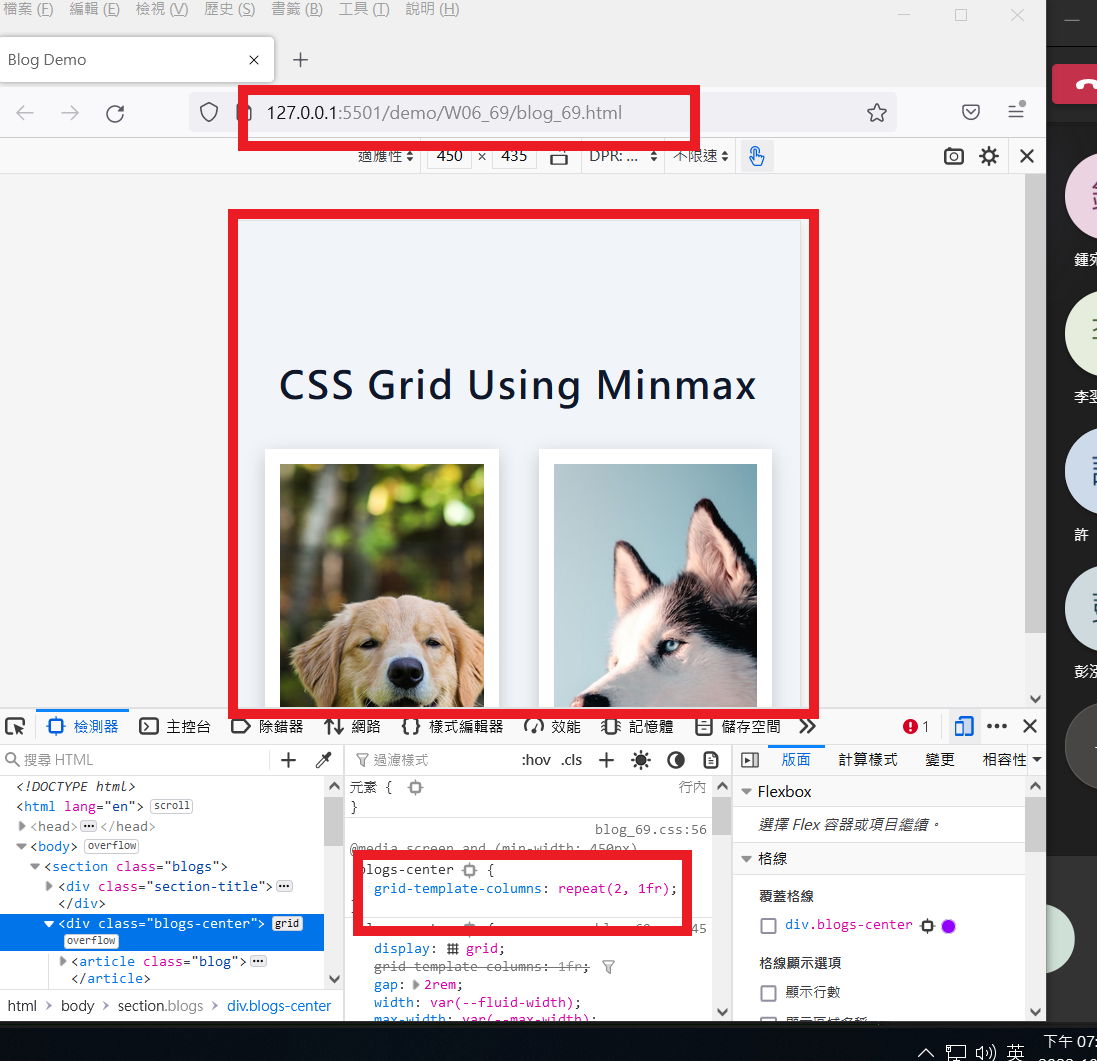 檔案 (F) 編輯 (E) 檢視 (V) 歷史 (S) 書籤 (B) 工具 (T) 說明 (H)
Blog Demo
127.0.0.1:5501/demo/W06_69/blog_69.html
適應性 450 × 435 DPR: ... 不限速
CSS Grid Using Minmax
檢測器 主控台 除錯器 網路 樣式編輯器 效能 記憶體 儲存空間 1
搜尋 HTML
<!DOCTYPE html>
<html lang="en"> scroll
<head> ··· </head>
<body> overflow
<section class="blogs">
<div class="section-title"> ···
</div>
<div class="blogs-center"> grid
overflow
<article class="blog"> ···
</article>
html > body > section.blogs > div.blogs-center
過濾樣式 :hov .cls
元素 { 行內
}
blog_69.css:56
@media screen and (min-width: 450px)
blogs-center {
grid-template-columns: repeat(2, 1fr);
45
display: grid;
grid-template-columns: 1fr;
gap: 2rem;
width: var(--fluid-width);
max-width: var(--max-width);
版面 計算樣式 變更 相容性
Flexbox
選擇 Flex 容器或項目繼續。
格線
覆蓋格線
div.blogs-center
格線顯示選項
顯示行數
顯示區域名稱
李
許
英
下午 07: